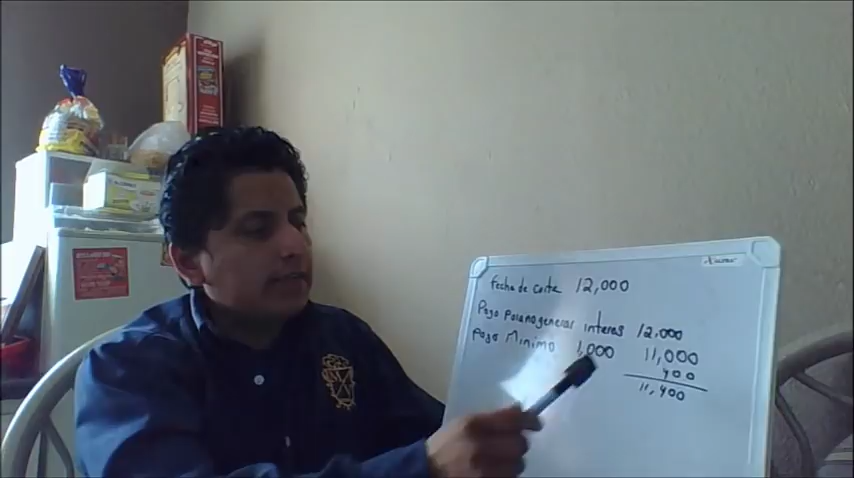 fecha de corte 12,000
Pago para no generar interes 12,000
Pago Minimo 1,000 11,000
400
11,400